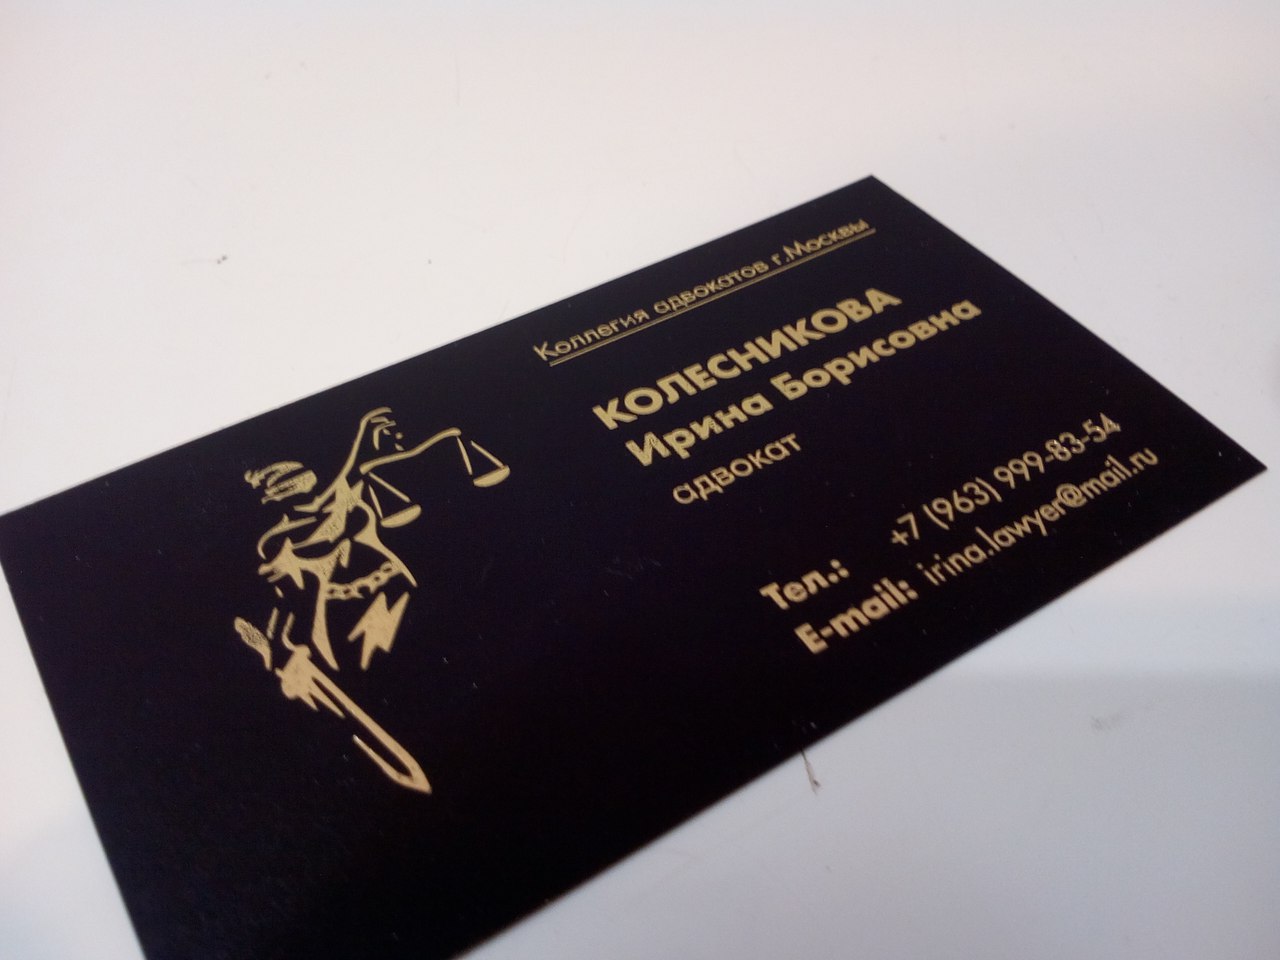 Коллегия адвокатов г.Москвы
КОЛЕСНИКОВА
Ирина Борисовна
адвокат
Тел.: +7 (963) 999-83-54
E-mail: irina.lawyer@mail.ru